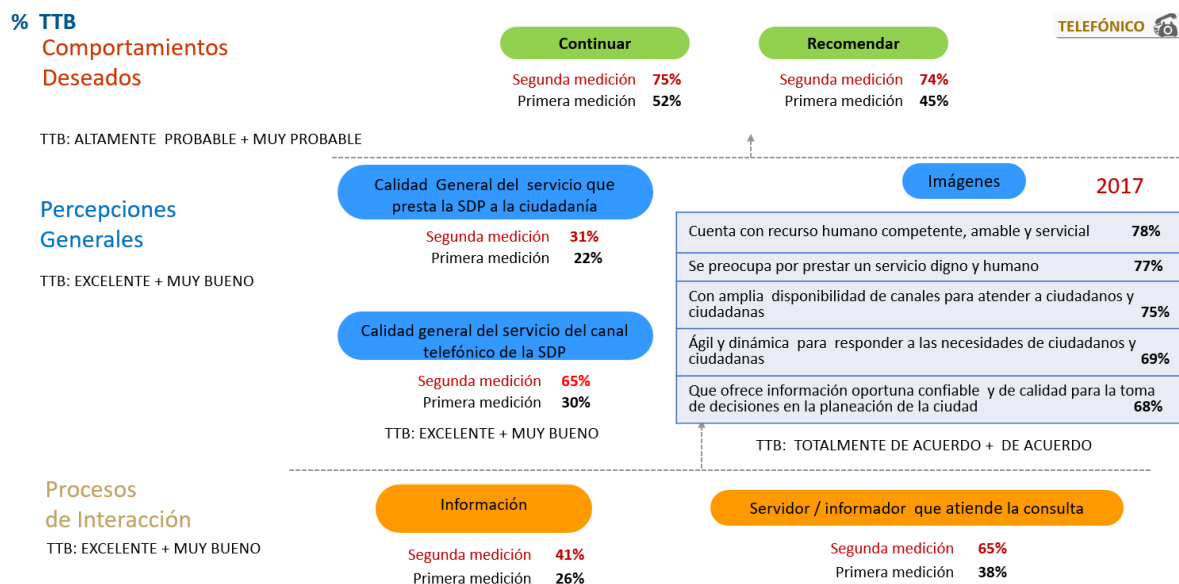 % TTB
Comportamientos
Deseados
TELEFÓNICO
Continuar
Segunda medición 75%
Primera medición 52%
Recomendar
Segunda medición 74%
Primera medición 45%
TTB: ALTAMENTE PROBABLE + MUY PROBABLE
Percepciones
Generales
TTB: EXCELENTE + MUY BUENO
Calidad General del servicio que
presta la SDP a la ciudadanía
Segunda medición 31%
Primera medición 22%
Calidad general del servicio del canal
telefónico de la SDP
Segunda medición 65%
Primera medición 30%
TTB: EXCELENTE + MUY BUENO
Imágenes
2017
Cuenta con recurso humano competente, amable y servicial 78%
Se preocupa por prestar un servicio digno y humano 77%
Con amplia disponibilidad de canales para atender a ciudadanos y
ciudadanas 75%
Ágil y dinámica para responder a las necesidades de ciudadanos y
ciudadanas 69%
Que ofrece información oportuna confiable y de calidad para la toma
de decisiones en la planeación de la ciudad 68%
TTB: TOTALMENTE DE ACUERDO + DE ACUERDO
Procesos
de Interacción
TTB: EXCELENTE + MUY BUENO
Información
Segunda medición 41%
Primera medición 26%
Servidor / informador que atiende la consulta
Segunda medición 65%
Primera medición 38%